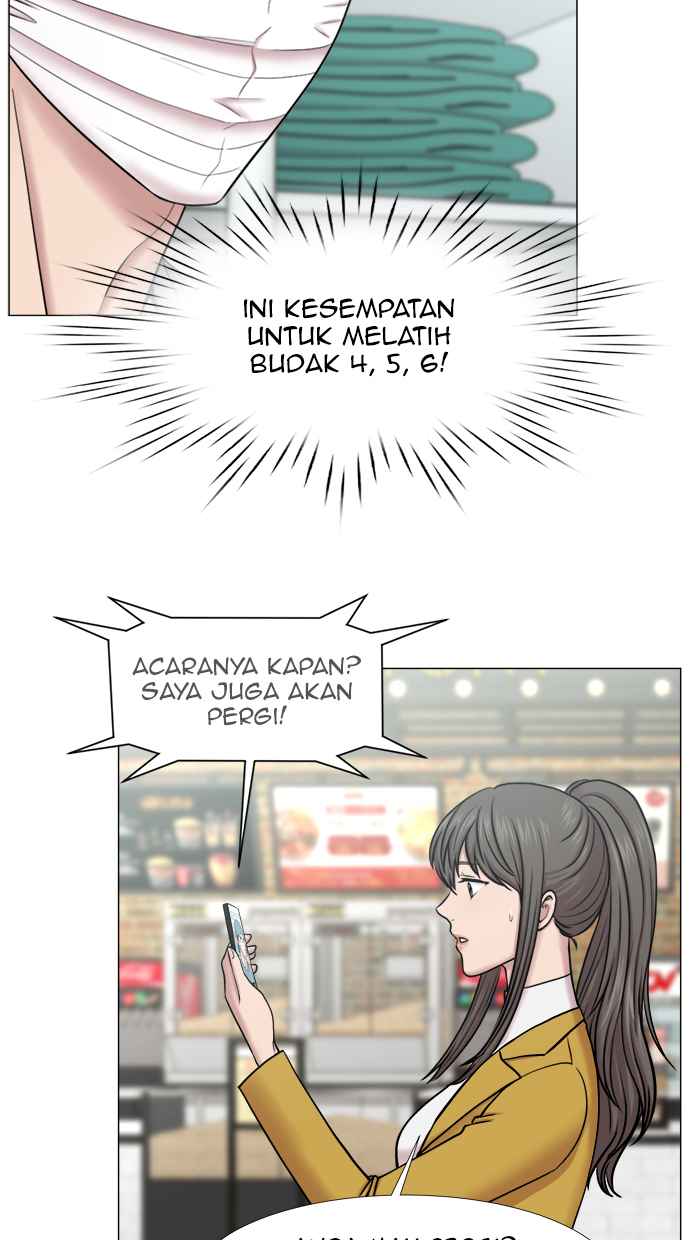 INI KESEMPATAN
UNTUK MELATIH
BUDAK 4, 5, 6!
ACARANYA KAPAN?
SAYA JUGA AKAN
PERGI!